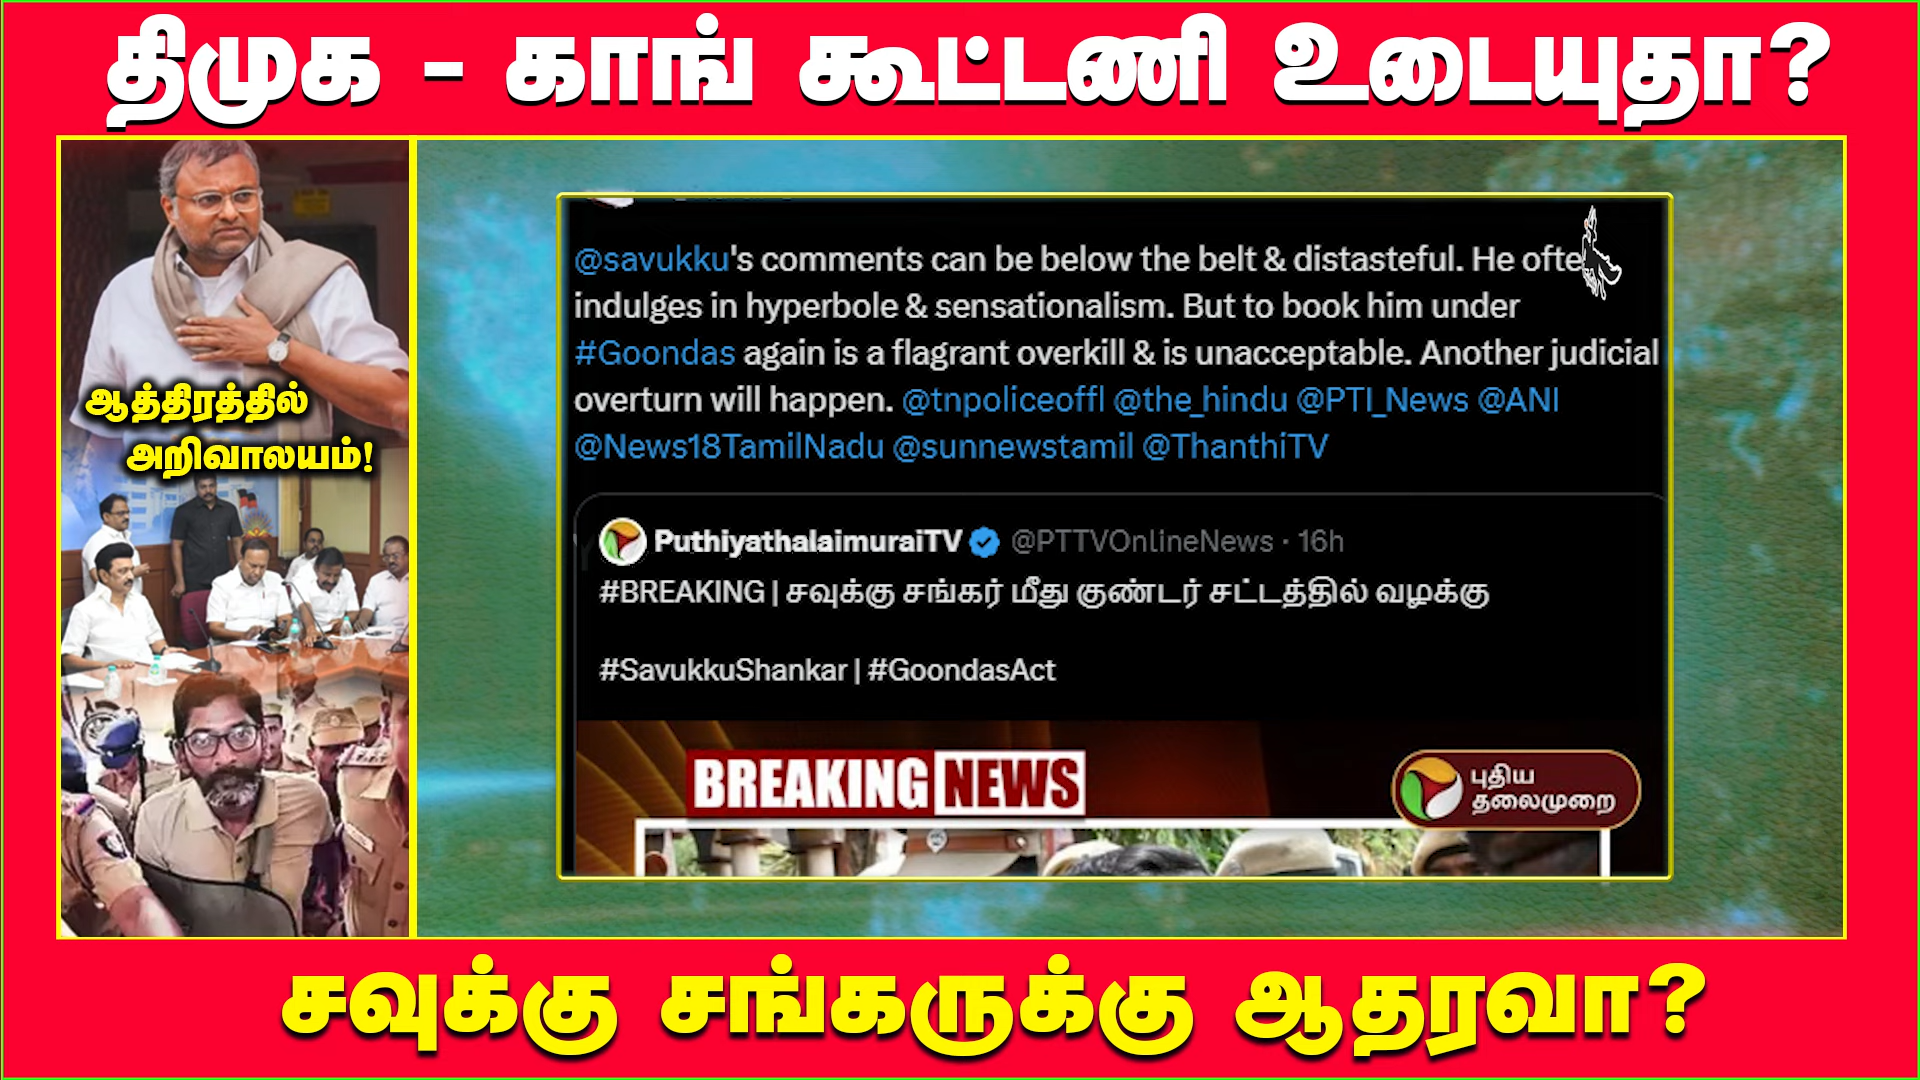 திமுக - காங் கூட்டணி உடையுதா?
ஆத்திரத்தில்
அறிவாலயம்!
@savukku's comments can be below the belt & distasteful. He ofte
indulges in hyperbole & sensationalism. But to book him under
#Goondas again is a flagrant overkill & is unacceptable. Another judicial
overturn will happen. @tnpoliceoffl @the_hindu @PTI_News @ANI
@News18TamilNadu @sunnewstamil @ThanthiTV
PuthiyathalaimuraiTV @PTTVOnlineNews · 16h
#BREAKING | சவுக்கு சங்கர் மீது குண்டர் சட்டத்தில் வழக்கு
#SavukkuShankar | #GoondasAct
BREAKING NEWS
புதிய
தலைமுறை
சவுக்கு சங்கருக்கு ஆதரவா?